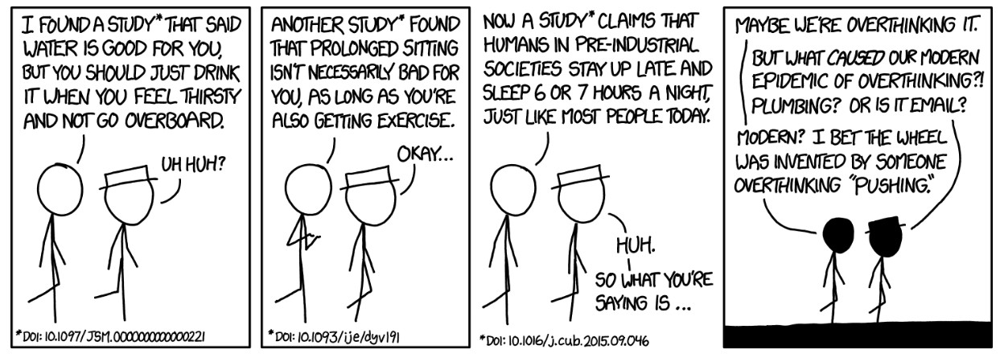 I FOUND A STUDY* THAT SAID
WATER IS GOOD FOR YOU,
BUT YOU SHOULD JUST DRINK
IT WHEN YOU FEEL THIRSTY
AND NOT GO OVERBOARD.
UH HUH?
*DOI: 10.1097/JSM.0000000000000221
ANOTHER STUDY* FOUND
THAT PROLONGED SITTING
ISN'T NECESSARILY BAD FOR
YOU, AS LONG AS YOU'RE
ALSO GETTING EXERCISE.
OKAY...
*DOI: 10.1093/ije/dyv191
NOW A STUDY* CLAIMS THAT
HUMANS IN PRE-INDUSTRIAL
SOCIETIES STAY UP LATE AND
SLEEP 6 OR 7 HOURS A NIGHT,
JUST LIKE MOST PEOPLE TODAY.
HUH.
SO WHAT YOU'RE
SAYING IS ...
*DOI: 10.1016/j.cub.2015.09.046
MAYBE WE'RE OVERTHINKING IT.
BUT WHAT CAUSED OUR MODERN
EPIDEMIC OF OVERTHINKING?!
PLUMBING? OR IS IT EMAIL?
MODERN? I BET THE WHEEL
WAS INVENTED BY SOMEONE
OVERTHINKING "PUSHING."